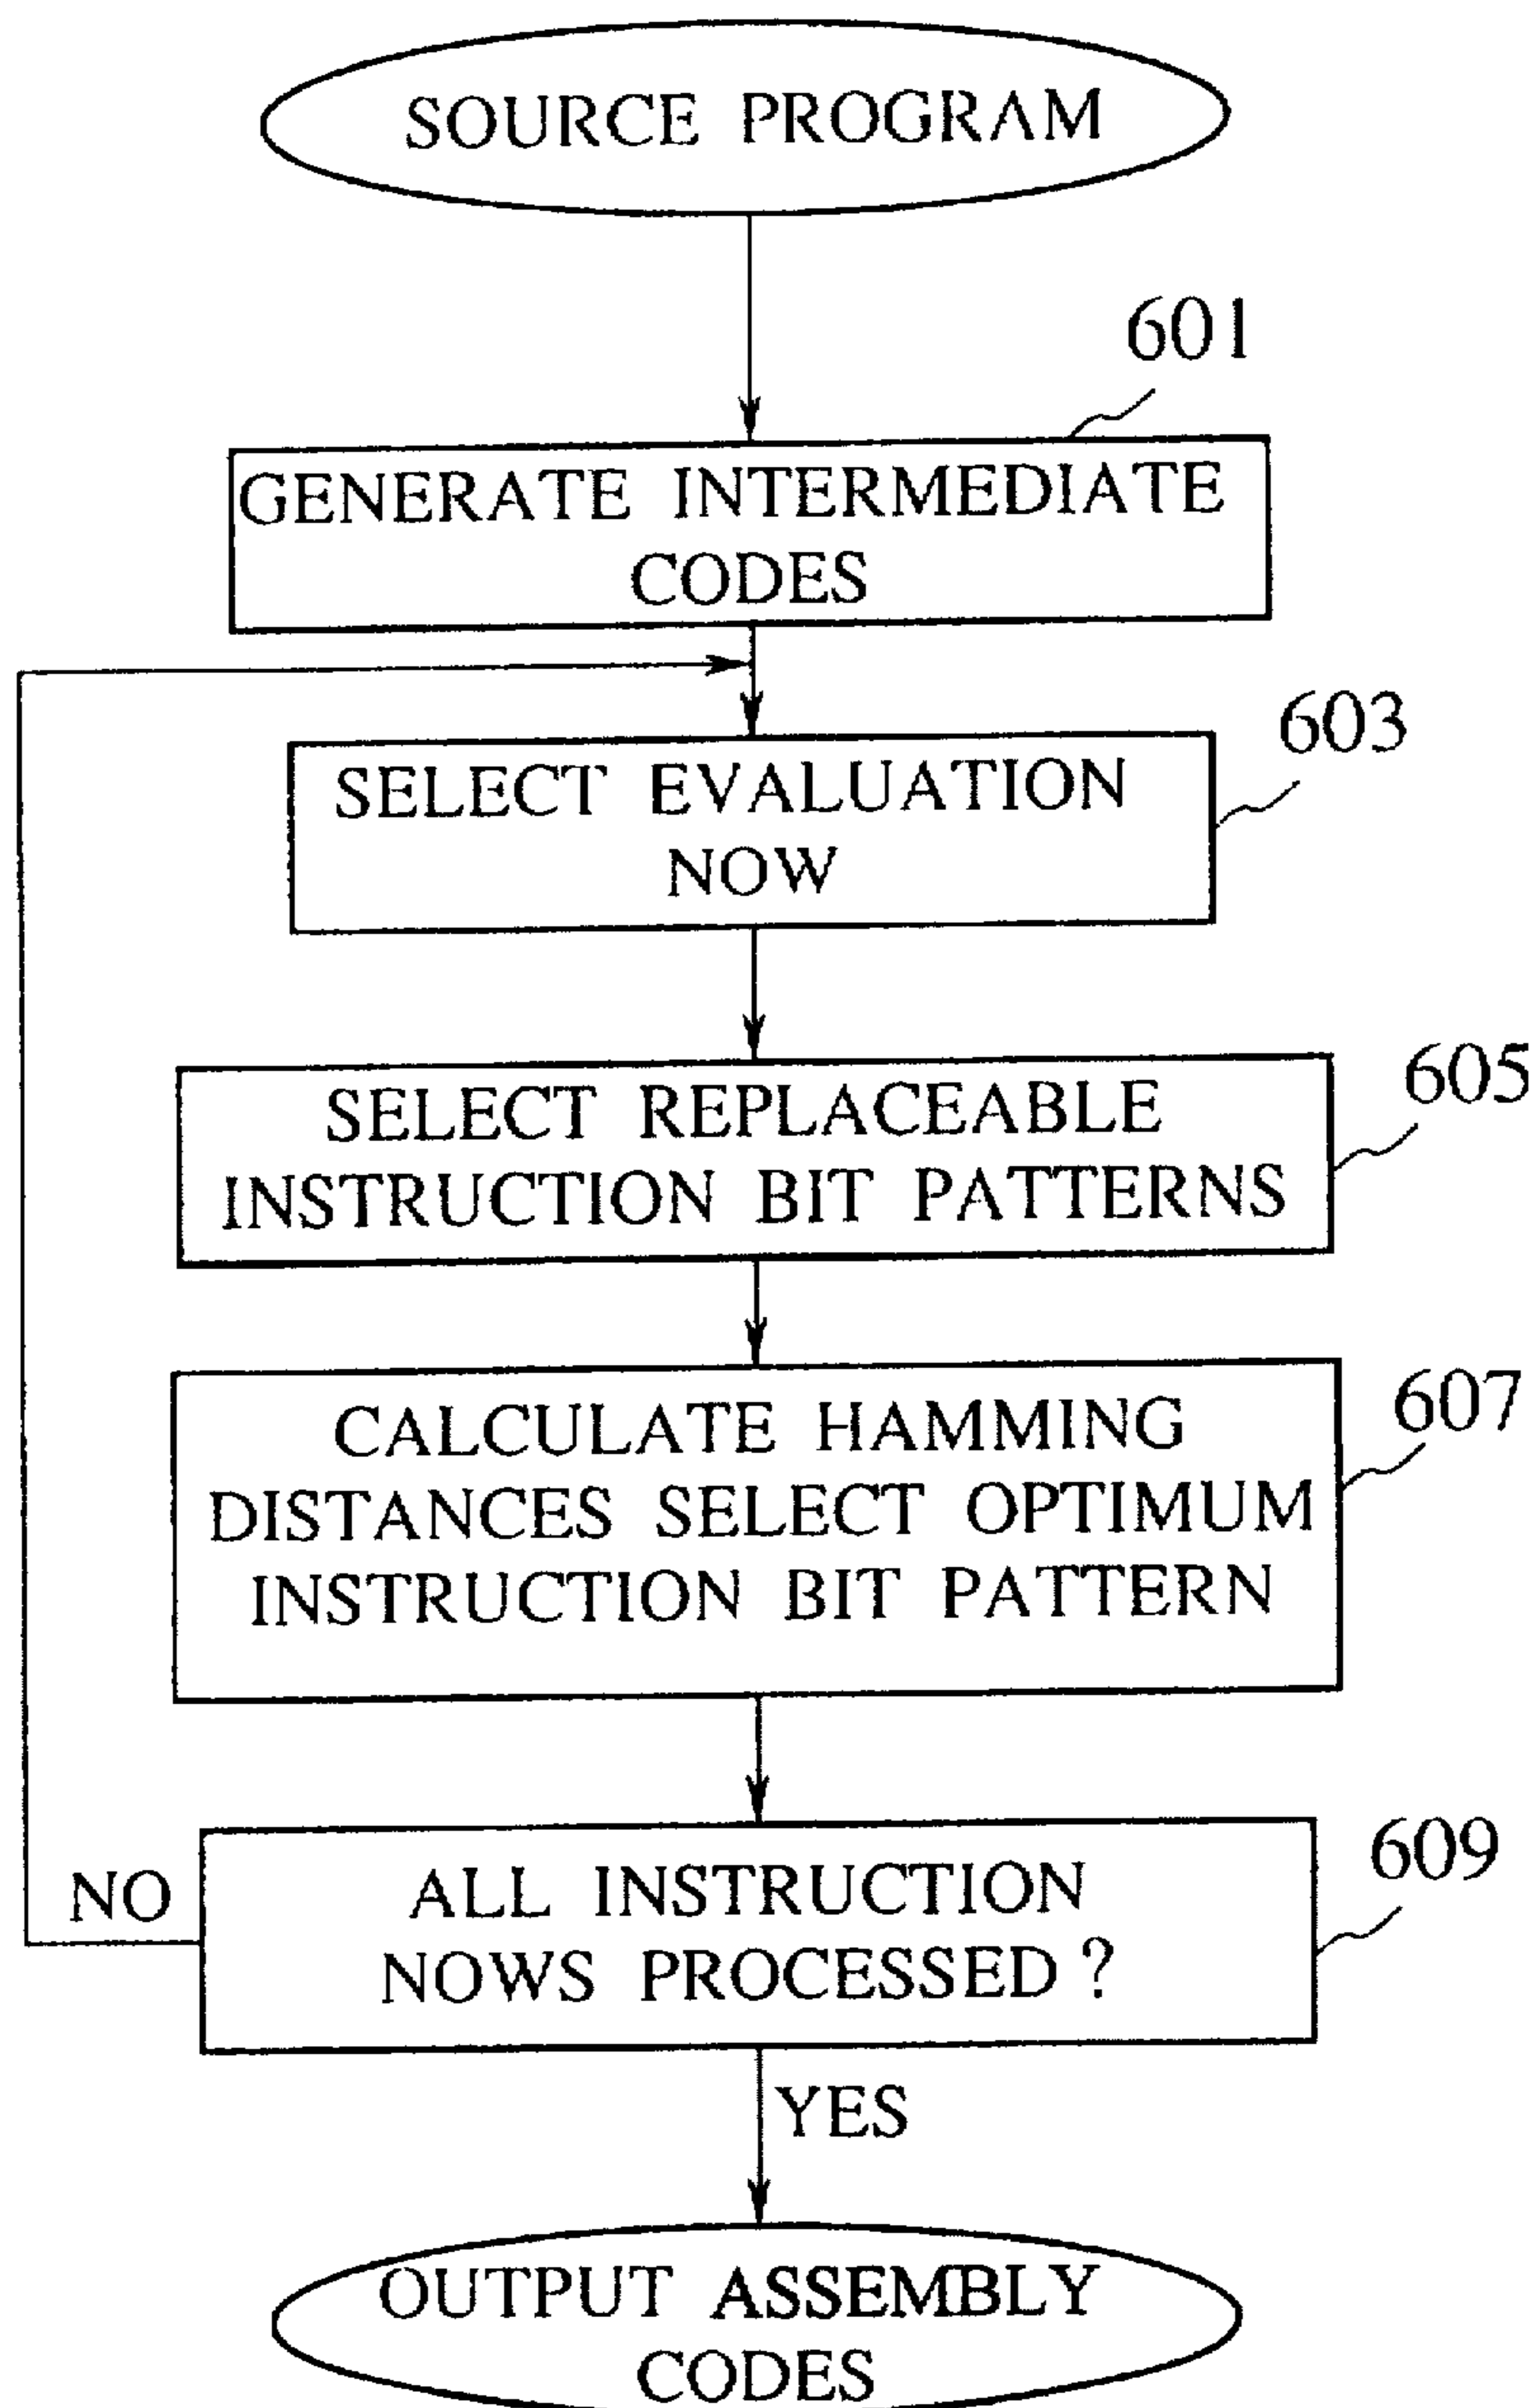 SOURCE PROGRAM
601
GENERATE INTERMEDIATE
CODES
603
SELECT EVALUATION
NOW
605
SELECT REPLACEABLE
INSTRUCTION BIT PATTERNS
607
CALCULATE HAMMING
DISTANCES SELECT OPTIMUM
INSTRUCTION BIT PATTERN
609
NO
ALL INSTRUCTION
NOWS PROCESSED ?
YES
OUTPUT ASSEMBLY
CODES